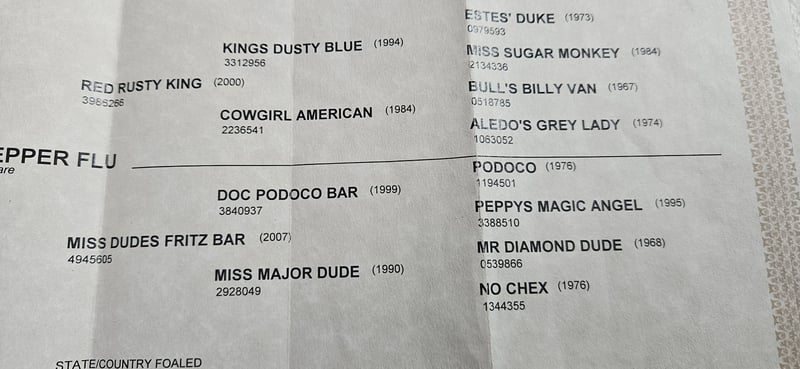 ESTES' DUKE (1973)
0979593
KINGS DUSTY BLUE (1994)
3312956
MISS SUGAR MONKEY (1984)
2134336
RED RUSTY KING (2000)
3966266
BULL'S BILLY VAN (1967)
0518785
COWGIRL AMERICAN (1984)
2236541
ALEDO'S GREY LADY (1974)
1063052
EPPER FLU
are
PODOCO (1976)
1194501
DOC PODOCO BAR (1999)
3840937
PEPPYS MAGIC ANGEL (1995)
3388510
MISS DUDES FRITZ BAR (2007)
4945605
MR DIAMOND DUDE (1968)
0539866
MISS MAJOR DUDE (1990)
2928049
NO CHEX (1976)
1344355
STATE/COUNTRY FOALED